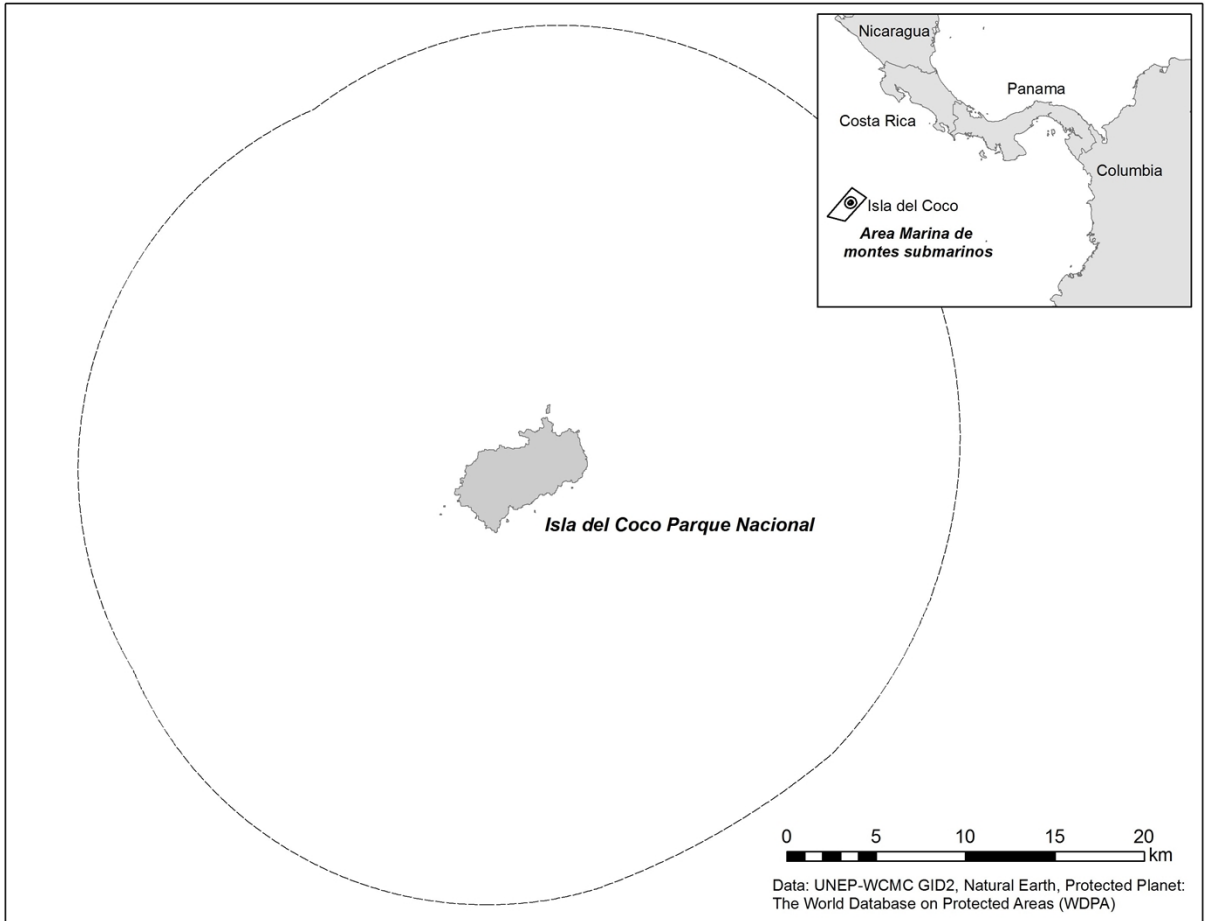 Nicaragua
Panama
Costa Rica
Columbia
Isla del Coco
Area Marina de
montes submarinos
Isla del Coco Parque Nacional
0 5 10 15 20
km
Data: UNEP-WCMC GID2, Natural Earth, Protected Planet:
The World Database on Protected Areas (WDPA)